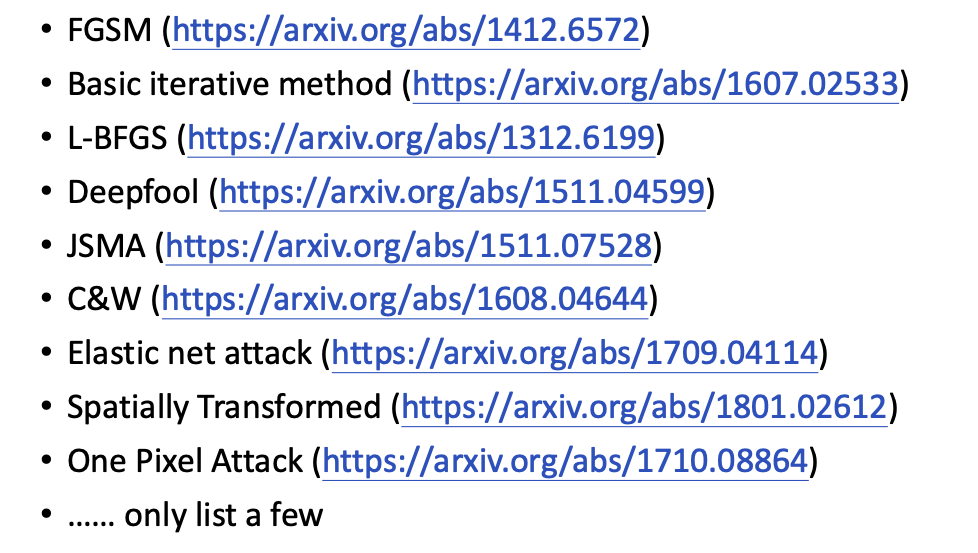 • FGSM (https://arxiv.org/abs/1412.6572)
• Basic iterative method (https://arxiv.org/abs/1607.02533)
• L-BFGS (https://arxiv.org/abs/1312.6199)
• Deepfool (https://arxiv.org/abs/1511.04599)
• JSMA (https://arxiv.org/abs/1511.07528)
• C&W (https://arxiv.org/abs/1608.04644)
• Elastic net attack (https://arxiv.org/abs/1709.04114)
• Spatially Transformed (https://arxiv.org/abs/1801.02612)
• One Pixel Attack (https://arxiv.org/abs/1710.08864)
• …… only list a few